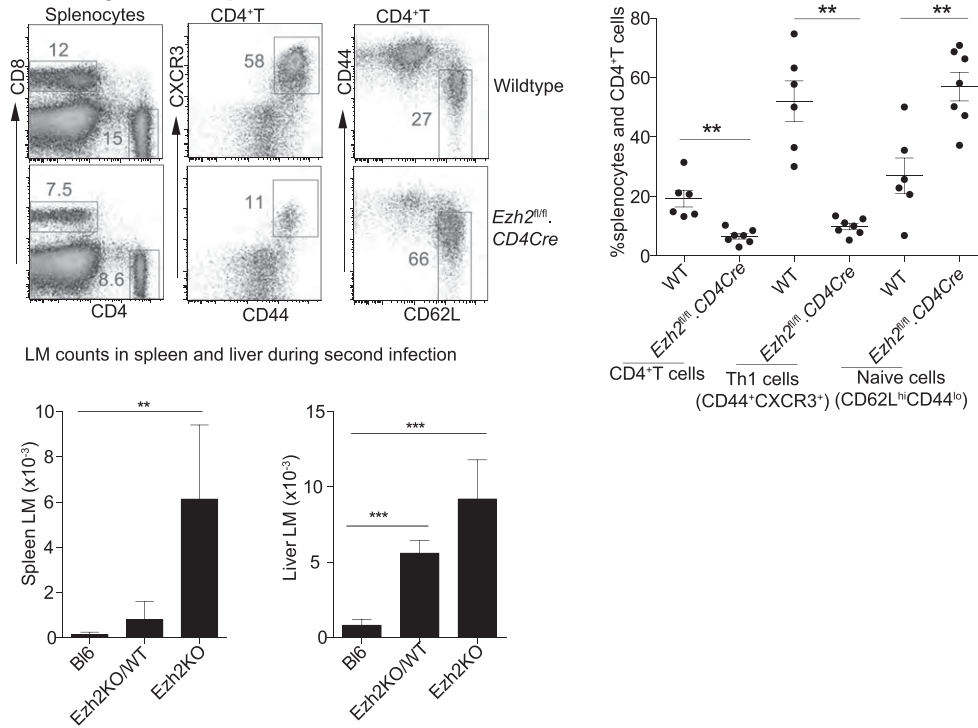 Splenocytes
CD4⁺T
CD4⁺T
CD8
12
15
CXCR3
58
CD44
27
Wildtype
7.5
8.6
11
66
Ezh2fl/fl.
CD4Cre
CD4
CD44
CD62L
%splenocytes and CD4⁺T cells
80
60
40
20
0
**
**
**
WT
Ezh2fl/fl.CD4Cre
WT
Ezh2fl/fl.CD4Cre
WT
Ezh2fl/fl.CD4Cre
CD4⁺T cells
Th1 cells
(CD44⁺CXCR3⁺)
Naive cells
(CD62LhiCD44lo)
LM counts in spleen and liver during second infection
Spleen LM (x10⁻³)
10
8
6
4
2
0
**
Bl6
Ezh2KO/WT
Ezh2KO
Liver LM (x10⁻³)
15
10
5
0
***
***
Bl6
Ezh2KO/WT
Ezh2KO